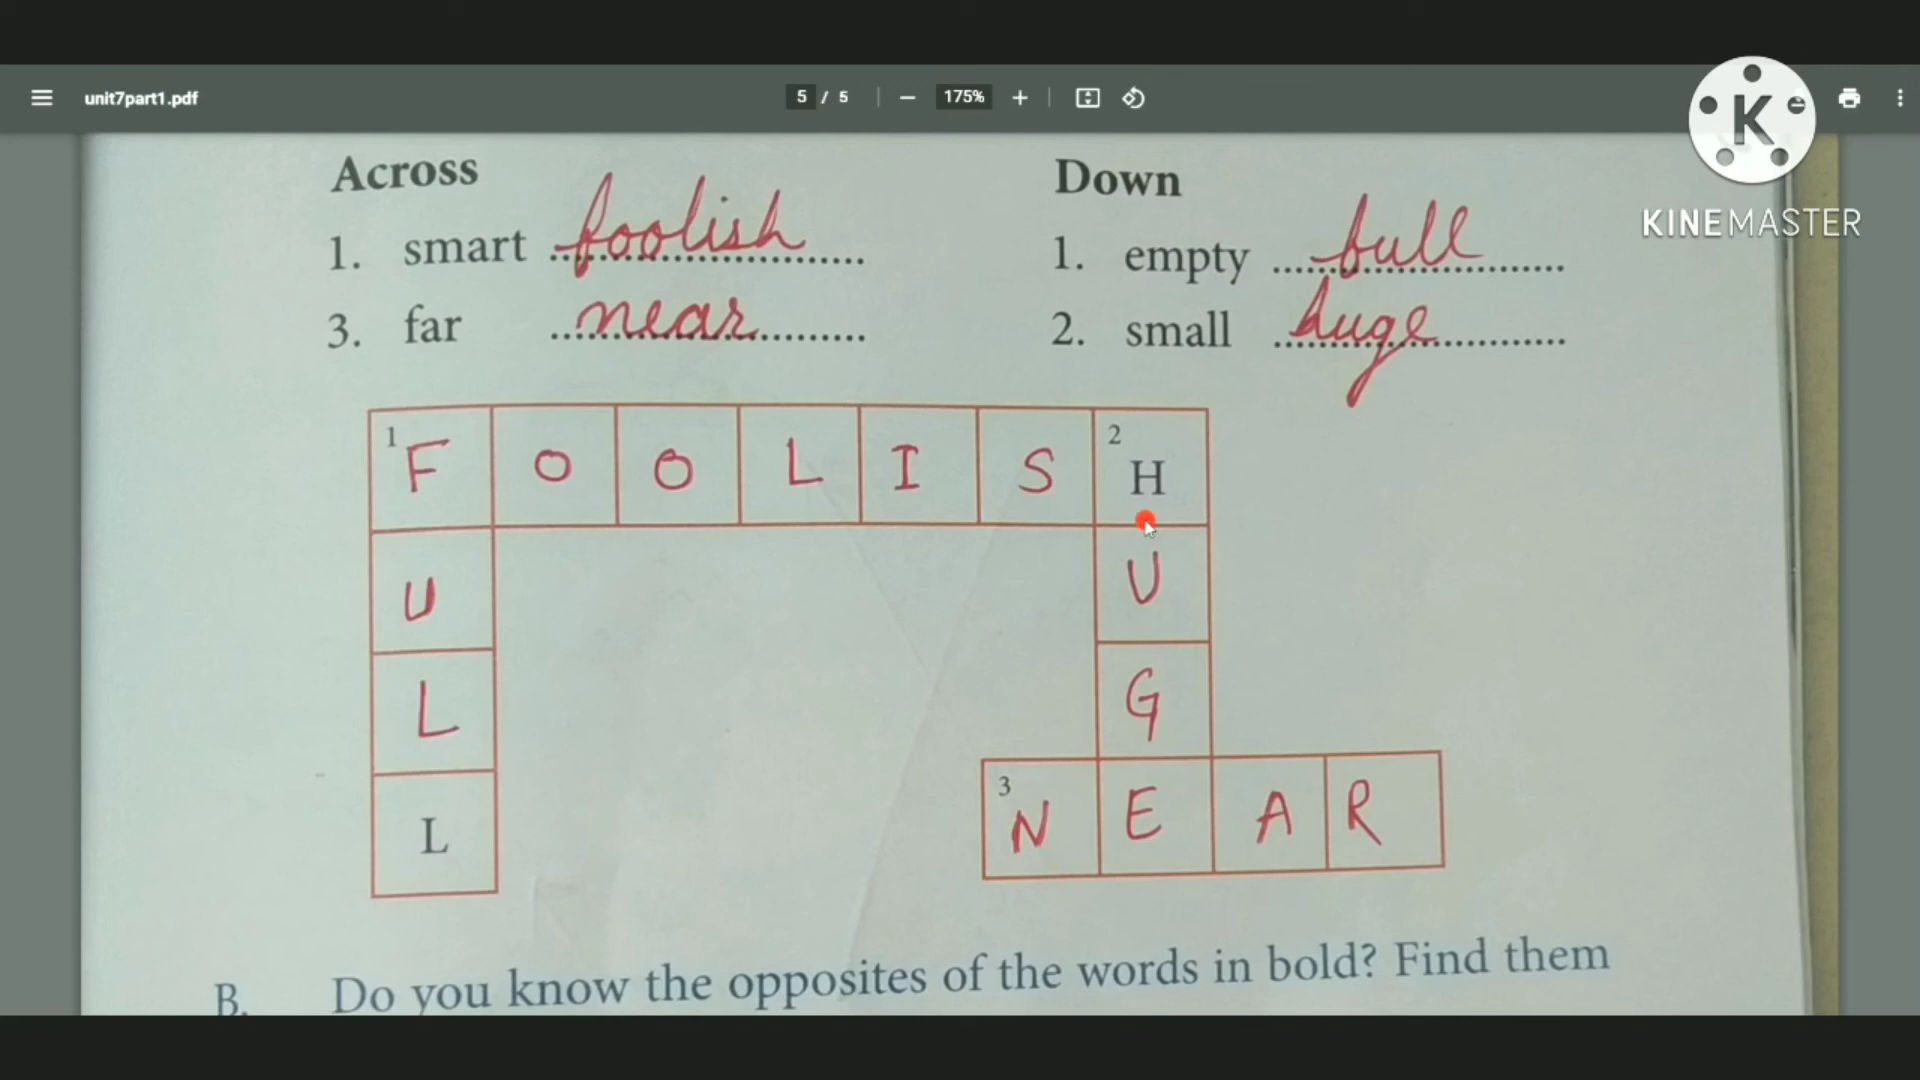 unit7part1.pdf 5 / 5 175%
K
KINEMASTER
Across
1. smart foolish
3. far near
Down
1. empty full
2. small huge
1 F O O L I S 2 H
U U
L G
L 3 N E A R
B. Do you know the opposites of the words in bold? Find them